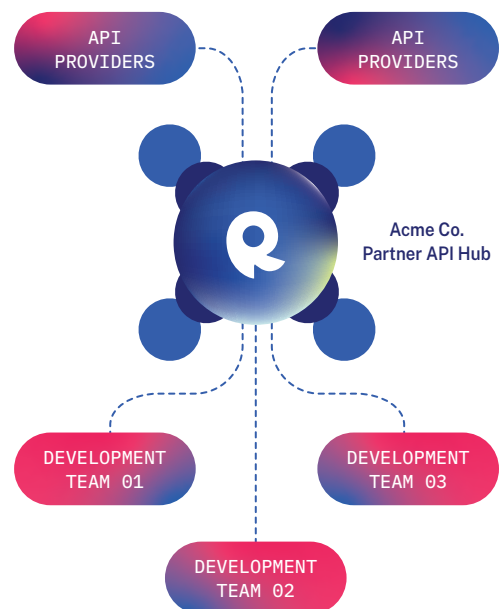 API
PROVIDERS
API
PROVIDERS
Acme Co.
Partner API Hub
DEVELOPMENT
TEAM 01
DEVELOPMENT
TEAM 03
DEVELOPMENT
TEAM 02